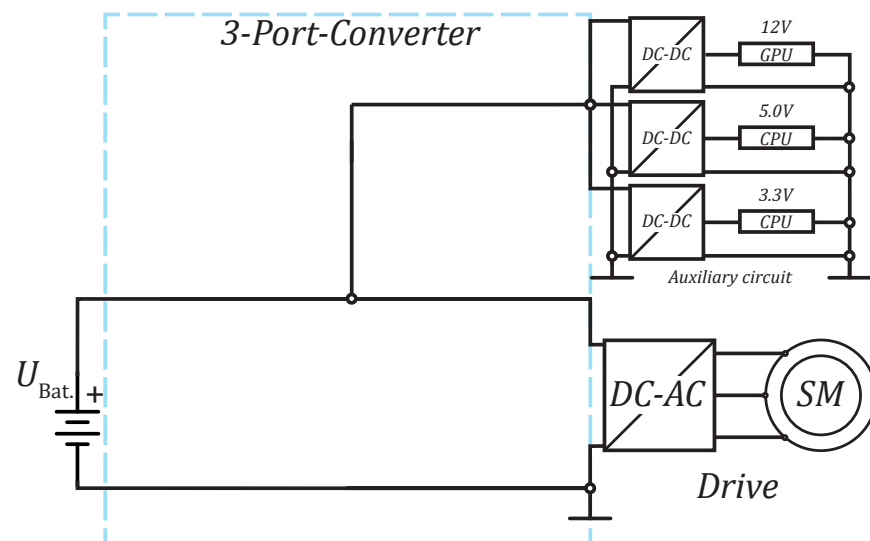 3-Port-Converter
12V
DC-DC
GPU
5.0V
DC-DC
CPU
3.3V
DC-DC
CPU
Auxiliary circuit
U Bat. +
DC-AC
SM
Drive